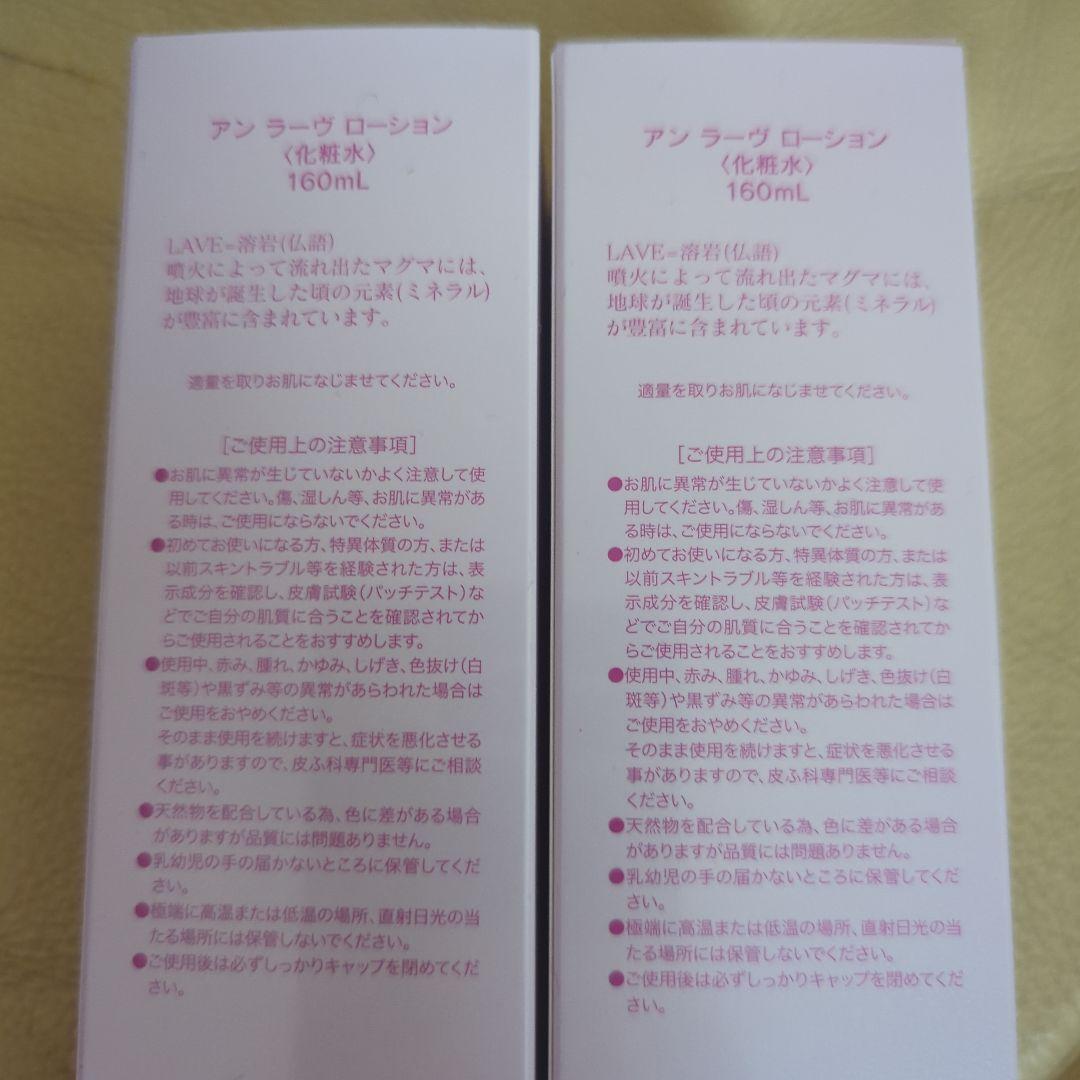 アン ラーヴ ローション
〈化粧水〉
160mL
LAVE=溶岩(仏語)
噴火によって流れ出たマグマには、
地球が誕生した頃の元素(ミネラル)
が豊富に含まれています。
適量を取りお肌になじませてください。
[ご使用上の注意事項]
●お肌に異常が生じていないかよく注意して使
用してください。傷、湿しん等、お肌に異常があ
る時は、ご使用にならないでください。
●初めてお使いになる方、特異体質の方、または
以前スキントラブル等を経験された方は、表
示成分を確認し、皮膚試験(パッチテスト)な
どでご自分の肌質に合うことを確認されてか
らご使用されることをおすすめします。
●使用中、赤み、腫れ、かゆみ、しげき、色抜け(白
斑等)や黒ずみ等の異常があらわれた場合は
ご使用をおやめください。
そのまま使用を続けますと、症状を悪化させる
事がありますので、皮ふ科専門医等にご相談
ください。
●天然物を配合している為、色に差がある場合
がありますが品質には問題ありません。
●乳幼児の手の届かないところに保管してくだ
さい。
●極端に高温または低温の場所、直射日光の当
たる場所には保管しないでください。
●ご使用後は必ずしっかりキャップを閉めてくだ
さい。
アン ラーヴ ローション
〈化粧水〉
160mL
LAVE=溶岩(仏語)
噴火によって流れ出たマグマには、
地球が誕生した頃の元素(ミネラル)
が豊富に含まれています。
適量を取りお肌になじませてください。
[ご使用上の注意事項]
●お肌に異常が生じていないかよく注意して使
用してください。傷、湿しん等、お肌に異常があ
る時は、ご使用にならないでください。
●初めてお使いになる方、特異体質の方、または
以前スキントラブル等を経験された方は、表
示成分を確認し、皮膚試験(パッチテスト)な
どでご自分の肌質に合うことを確認されてか
らご使用されることをおすすめします。
●使用中、赤み、腫れ、かゆみ、しげき、色抜け(白
斑等)や黒ずみ等の異常があらわれた場合は
ご使用をおやめください。
そのまま使用を続けますと、症状を悪化させる
事がありますので、皮ふ科専門医等にご相談
ください。
●天然物を配合している為、色に差がある場合
がありますが品質には問題ありません。
●乳幼児の手の届かないところに保管してくだ
さい。
●極端に高温または低温の場所、直射日光の当
たる場所には保管しないでください。
●ご使用後は必ずしっかりキャップを閉めてくだ
さい。